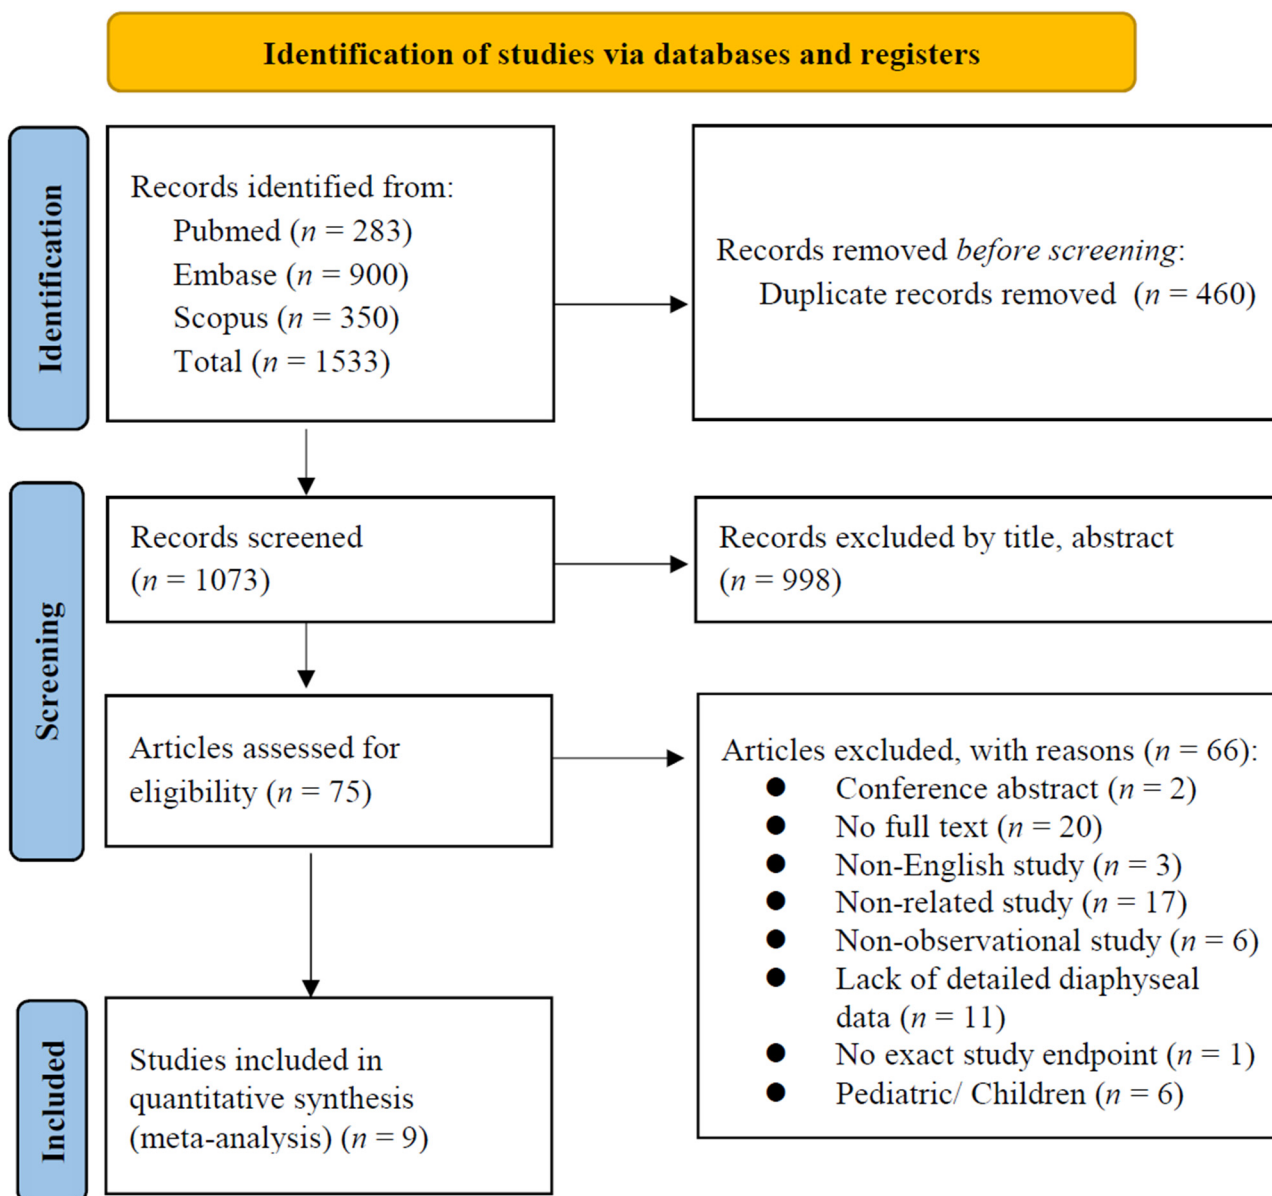 Identification of studies via databases and registers
Identification
Records identified from:
Pubmed (n = 283)
Embase (n = 900)
Scopus (n = 350)
Total (n = 1533)
Records removed before screening:
Duplicate records removed (n = 460)
Screening
Records screened
(n = 1073)
Records excluded by title, abstract
(n = 998)
Articles assessed for
eligibility (n = 75)
Articles excluded, with reasons (n = 66):
● Conference abstract (n = 2)
● No full text (n = 20)
● Non-English study (n = 3)
● Non-related study (n = 17)
● Non-observational study (n = 6)
● Lack of detailed diaphyseal
data (n = 11)
● No exact study endpoint (n = 1)
● Pediatric/ Children (n = 6)
Included
Studies included in
quantitative synthesis
(meta-analysis) (n = 9)